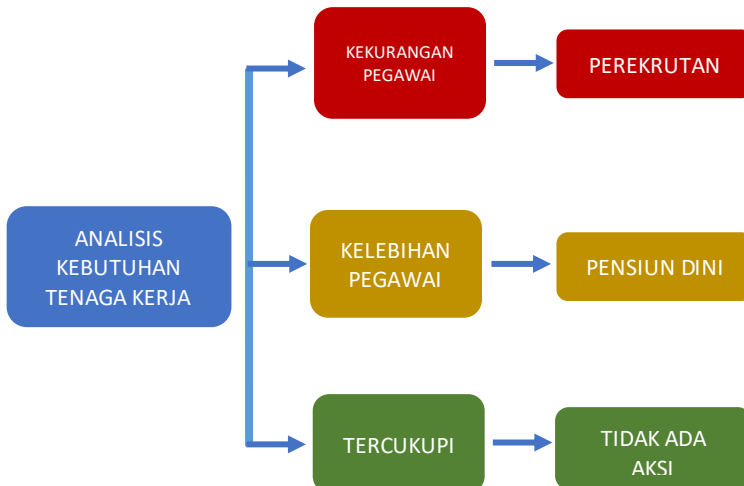 KEKURANGAN
PEGAWAI
PEREKRUTAN
ANALISIS
KEBUTUHAN
TENAGA KERJA
KELEBIHAN
PEGAWAI
PENSIUN DINI
TERCUKUPI
TIDAK ADA
AKSI